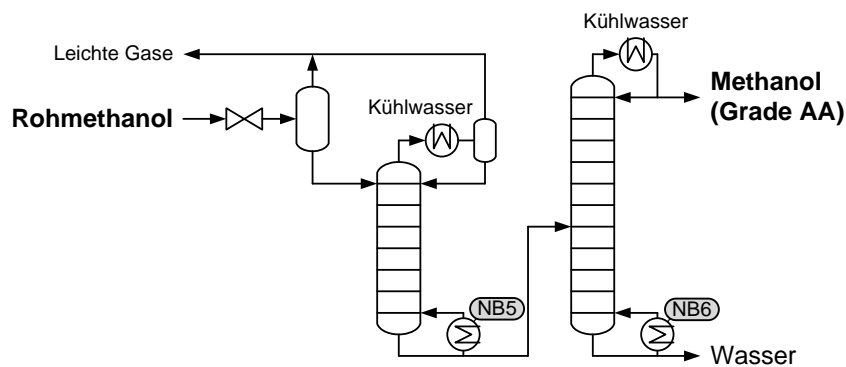 Kühlwasser
Leichte Gase
Methanol
(Grade AA)
Kühlwasser
Rohmethanol
NB5
NB6
Wasser